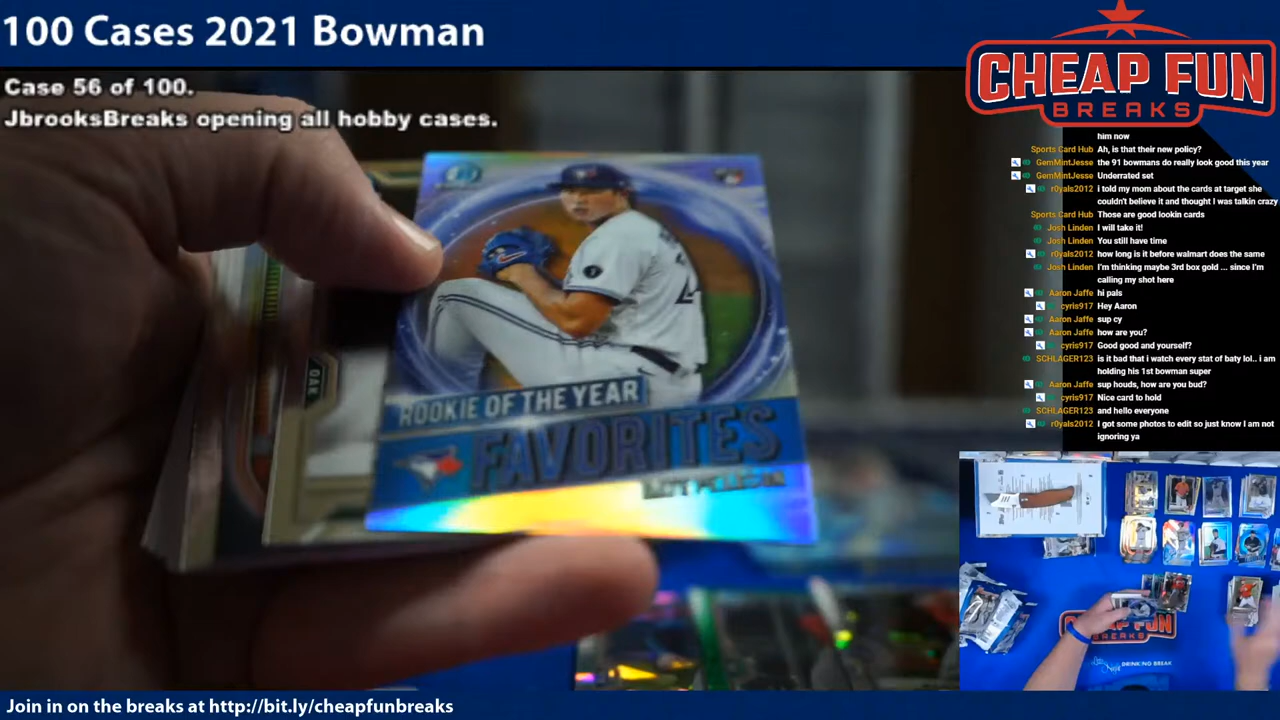 100 Cases 2021 Bowman
Case 56 of 100.
JbrooksBreaks opening all hobby cases.
CHEAP FUN
BREAKS
him now
Sports Card Hub Ah, is that their new policy?
GemMintJesse the 91 bowmans do really look good this year
GemMintJesse Underrated set
r0yals2012 i told my mom about the cards at target she
couldn't believe it and thought I was talkin crazy
Sports Card Hub Those are good lookin cards
Josh Linden I will take it!
Josh Linden You still have time
r0yals2012 how long is it before walmart does the same
Josh Linden I'm thinking maybe 3rd box gold ... since I'm
calling my shot here
Aaron Jaffe hi pals
cyris917 Hey Aaron
Aaron Jaffe sup cy
Aaron Jaffe how are you?
cyris917 Good good and yourself?
SCHLAGER123 is it bad that i watch every stat of baty lol.. i am
holding his 1st bowman super
Aaron Jaffe sup houds, how are you bud?
cyris917 Nice card to hold
SCHLAGER123 and hello everyone
r0yals2012 I got some photos to edit so just know I am not
ignoring ya
OAK
ROOKIE OF THE YEAR
FAVORITES
CHEAP FUN
BREAKS
DRINKING BREAK
Join in on the breaks at http://bit.ly/cheapfunbreaks